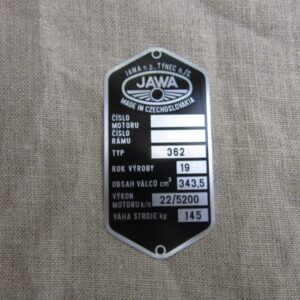 JAWA n.p., TÝNEC n./S.
JAWA
MADE IN CZECHOSLOVAKIA
ČÍSLO
MOTORU
ČÍSLO
RÁMU
TYP 362
ROK VÝROBY 19
OBSAH VÁLCŮ cm³ 343,5
VÝKON
MOTORU k/n 22/5200
VÁHA STROJE kg 145